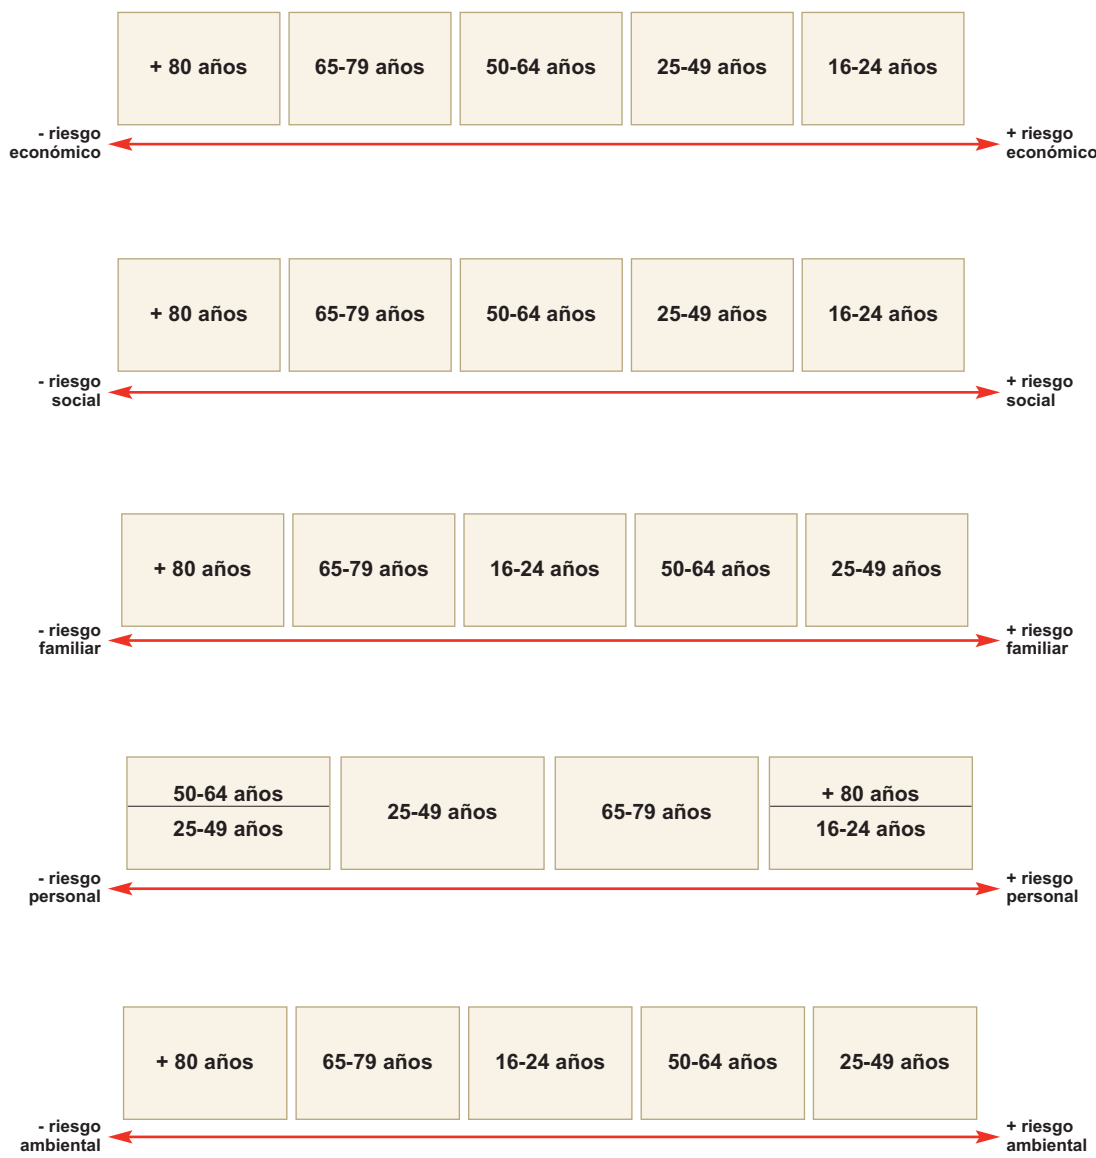 + 80 años
65-79 años
50-64 años
25-49 años
16-24 años
- riesgo
económico
+ riesgo
económico
+ 80 años
65-79 años
50-64 años
25-49 años
16-24 años
- riesgo
social
+ riesgo
social
+ 80 años
65-79 años
16-24 años
50-64 años
25-49 años
- riesgo
familiar
+ riesgo
familiar
50-64 años
25-49 años
25-49 años
65-79 años
+ 80 años
16-24 años
- riesgo
personal
+ riesgo
personal
+ 80 años
65-79 años
16-24 años
50-64 años
25-49 años
- riesgo
ambiental
+ riesgo
ambiental